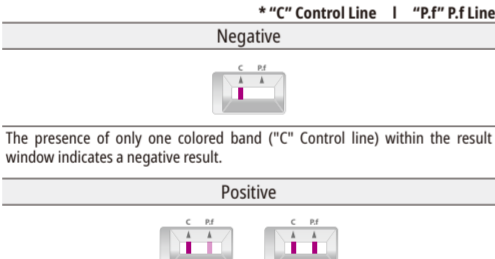 * “C” Control Line   I   “P.f” P.f Line
Negative
C P.f
The presence of only one colored band ("C" Control line) within the result
window indicates a negative result.
Positive
C P.f C P.f